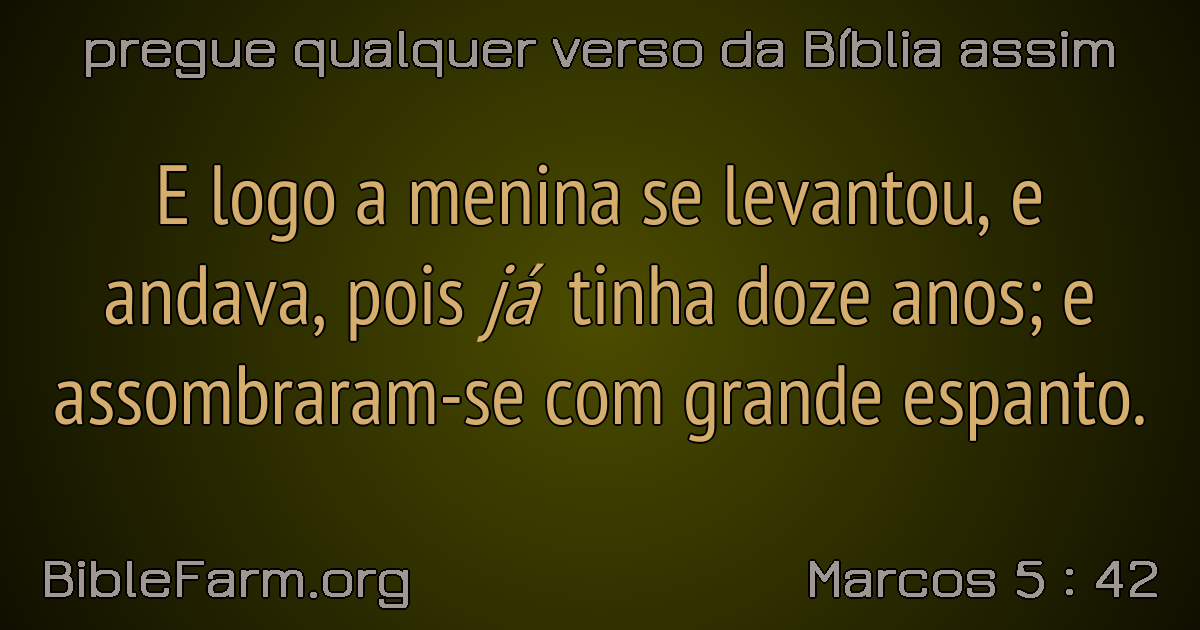 pregue qualquer verso da Bíblia assim
E logo a menina se levantou, e
andava, pois já tinha doze anos; e
assombraram-se com grande espanto.
BibleFarm.org
Marcos 5 : 42